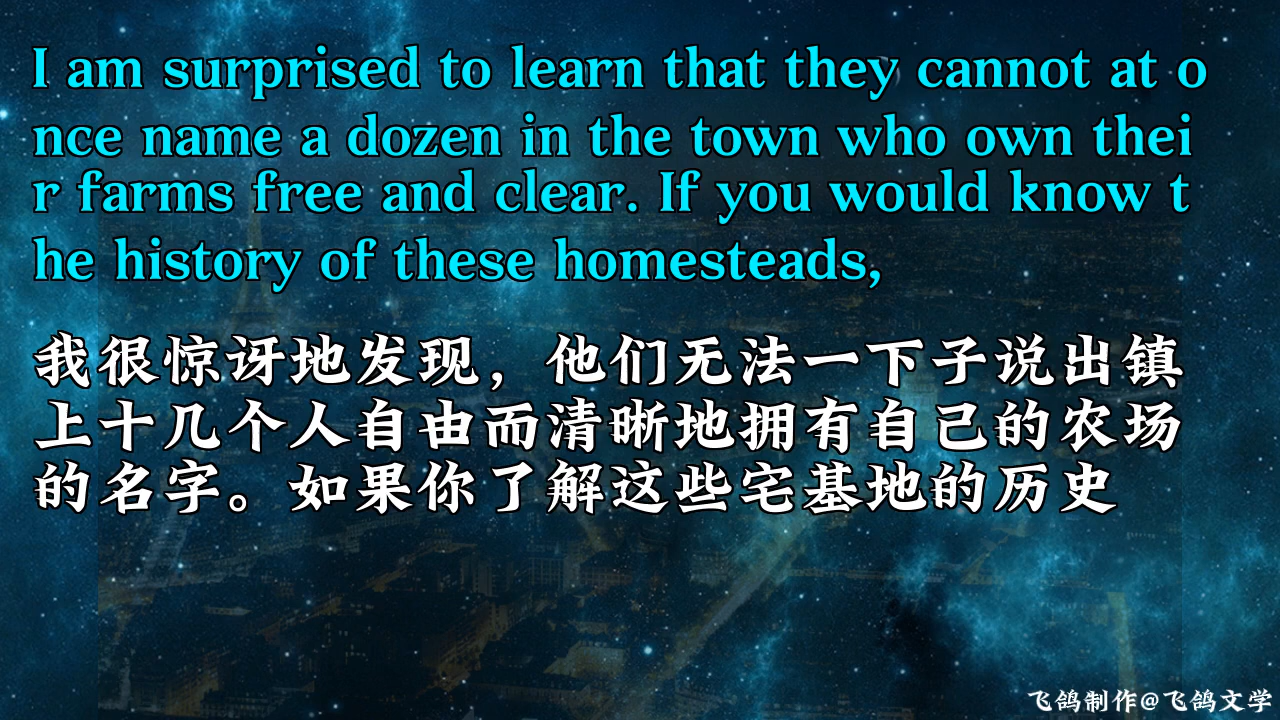 I am surprised to learn that they cannot at o
nce name a dozen in the town who own thei
r farms free and clear. If you would know t
he history of these homesteads,
我很惊讶地发现，他们无法一下子说出镇
上十几个人自由而清晰地拥有自己的农场
的名字。如果你了解这些宅基地的历史
飞鸽制作@飞鸽文学